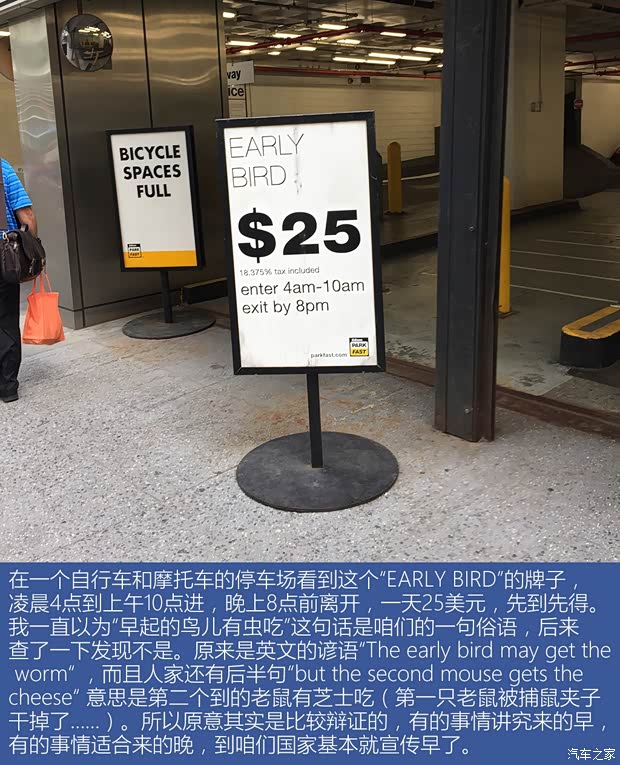 way
ice
BICYCLE
SPACES
FULL
EARLY
BIRD
$25
18.375% tax included
enter 4am-10am
exit by 8pm
parkfast.com
PARK
FAST
在一个自行车和摩托车的停车场看到这个“EARLY BIRD”的牌子，
凌晨4点到上午10点进，晚上8点前离开，一天25美元，先到先得。
我一直以为“早起的鸟儿有虫吃”这句话是咱们的一句俗语，后来
查了一下发现不是。原来是英文的谚语“The early bird may get the
worm“ ，而且人家还有后半句“but the second mouse gets the
cheese“ 意思是第二个到的老鼠有芝士吃（第一只老鼠被捕鼠夹子
干掉了......）。所以原意其实是比较辩证的，有的事情讲究来的早，
有的事情适合来的晚，到咱们国家基本就宣传早了。
汽车之家